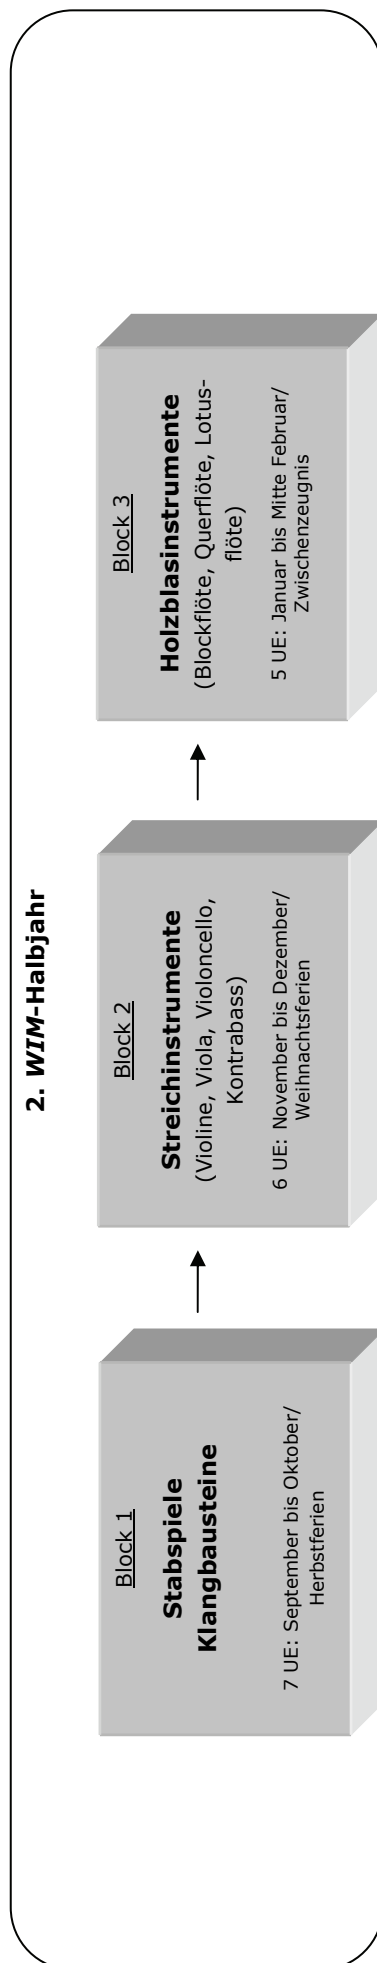 2. WIM-Halbjahr
Block 1
Stabspiele
Klangbausteine
7 UE: September bis Oktober/
Herbstferien
Block 2
Streichinstrumente
(Violine, Viola, Violoncello,
Kontrabass)
6 UE: November bis Dezember/
Weihnachtsferien
Block 3
Holzblasinstrumente
(Blockflöte, Querflöte, Lotus-
flöte)
5 UE: Januar bis Mitte Februar/
Zwischenzeugnis